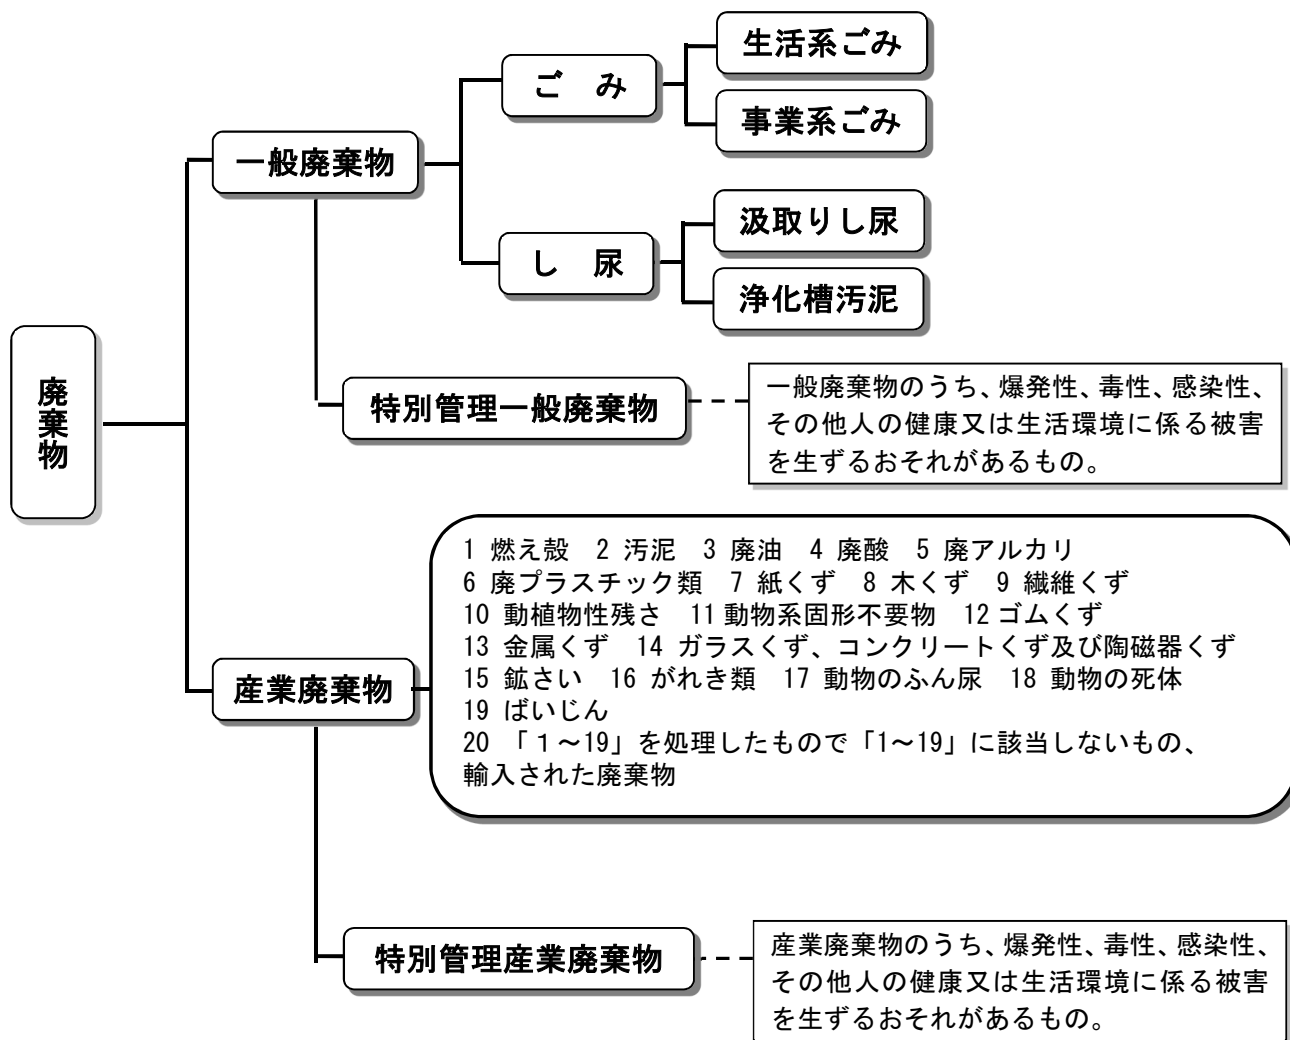 生活系ごみ
ご み
事業系ごみ
一般廃棄物
汲取りし尿
し 尿
浄化槽汚泥
廃棄物
特別管理一般廃棄物
一般廃棄物のうち、爆発性、毒性、感染性、
その他人の健康又は生活環境に係る被害
を生ずるおそれがあるもの。
1 燃え殻 2 汚泥 3 廃油 4 廃酸 5 廃アルカリ
6 廃プラスチック類 7 紙くず 8 木くず 9 繊維くず
10 動植物性残さ 11 動物系固形不要物 12 ゴムくず
13 金属くず 14 ガラスくず、コンクリートくず及び陶磁器くず
15 鉱さい 16 がれき類 17 動物のふん尿 18 動物の死体
19 ばいじん
20 「１～19」を処理したもので「1～19」に該当しないもの、
輸入された廃棄物
産業廃棄物
特別管理産業廃棄物
産業廃棄物のうち、爆発性、毒性、感染性、
その他人の健康又は生活環境に係る被害
を生ずるおそれがあるもの。